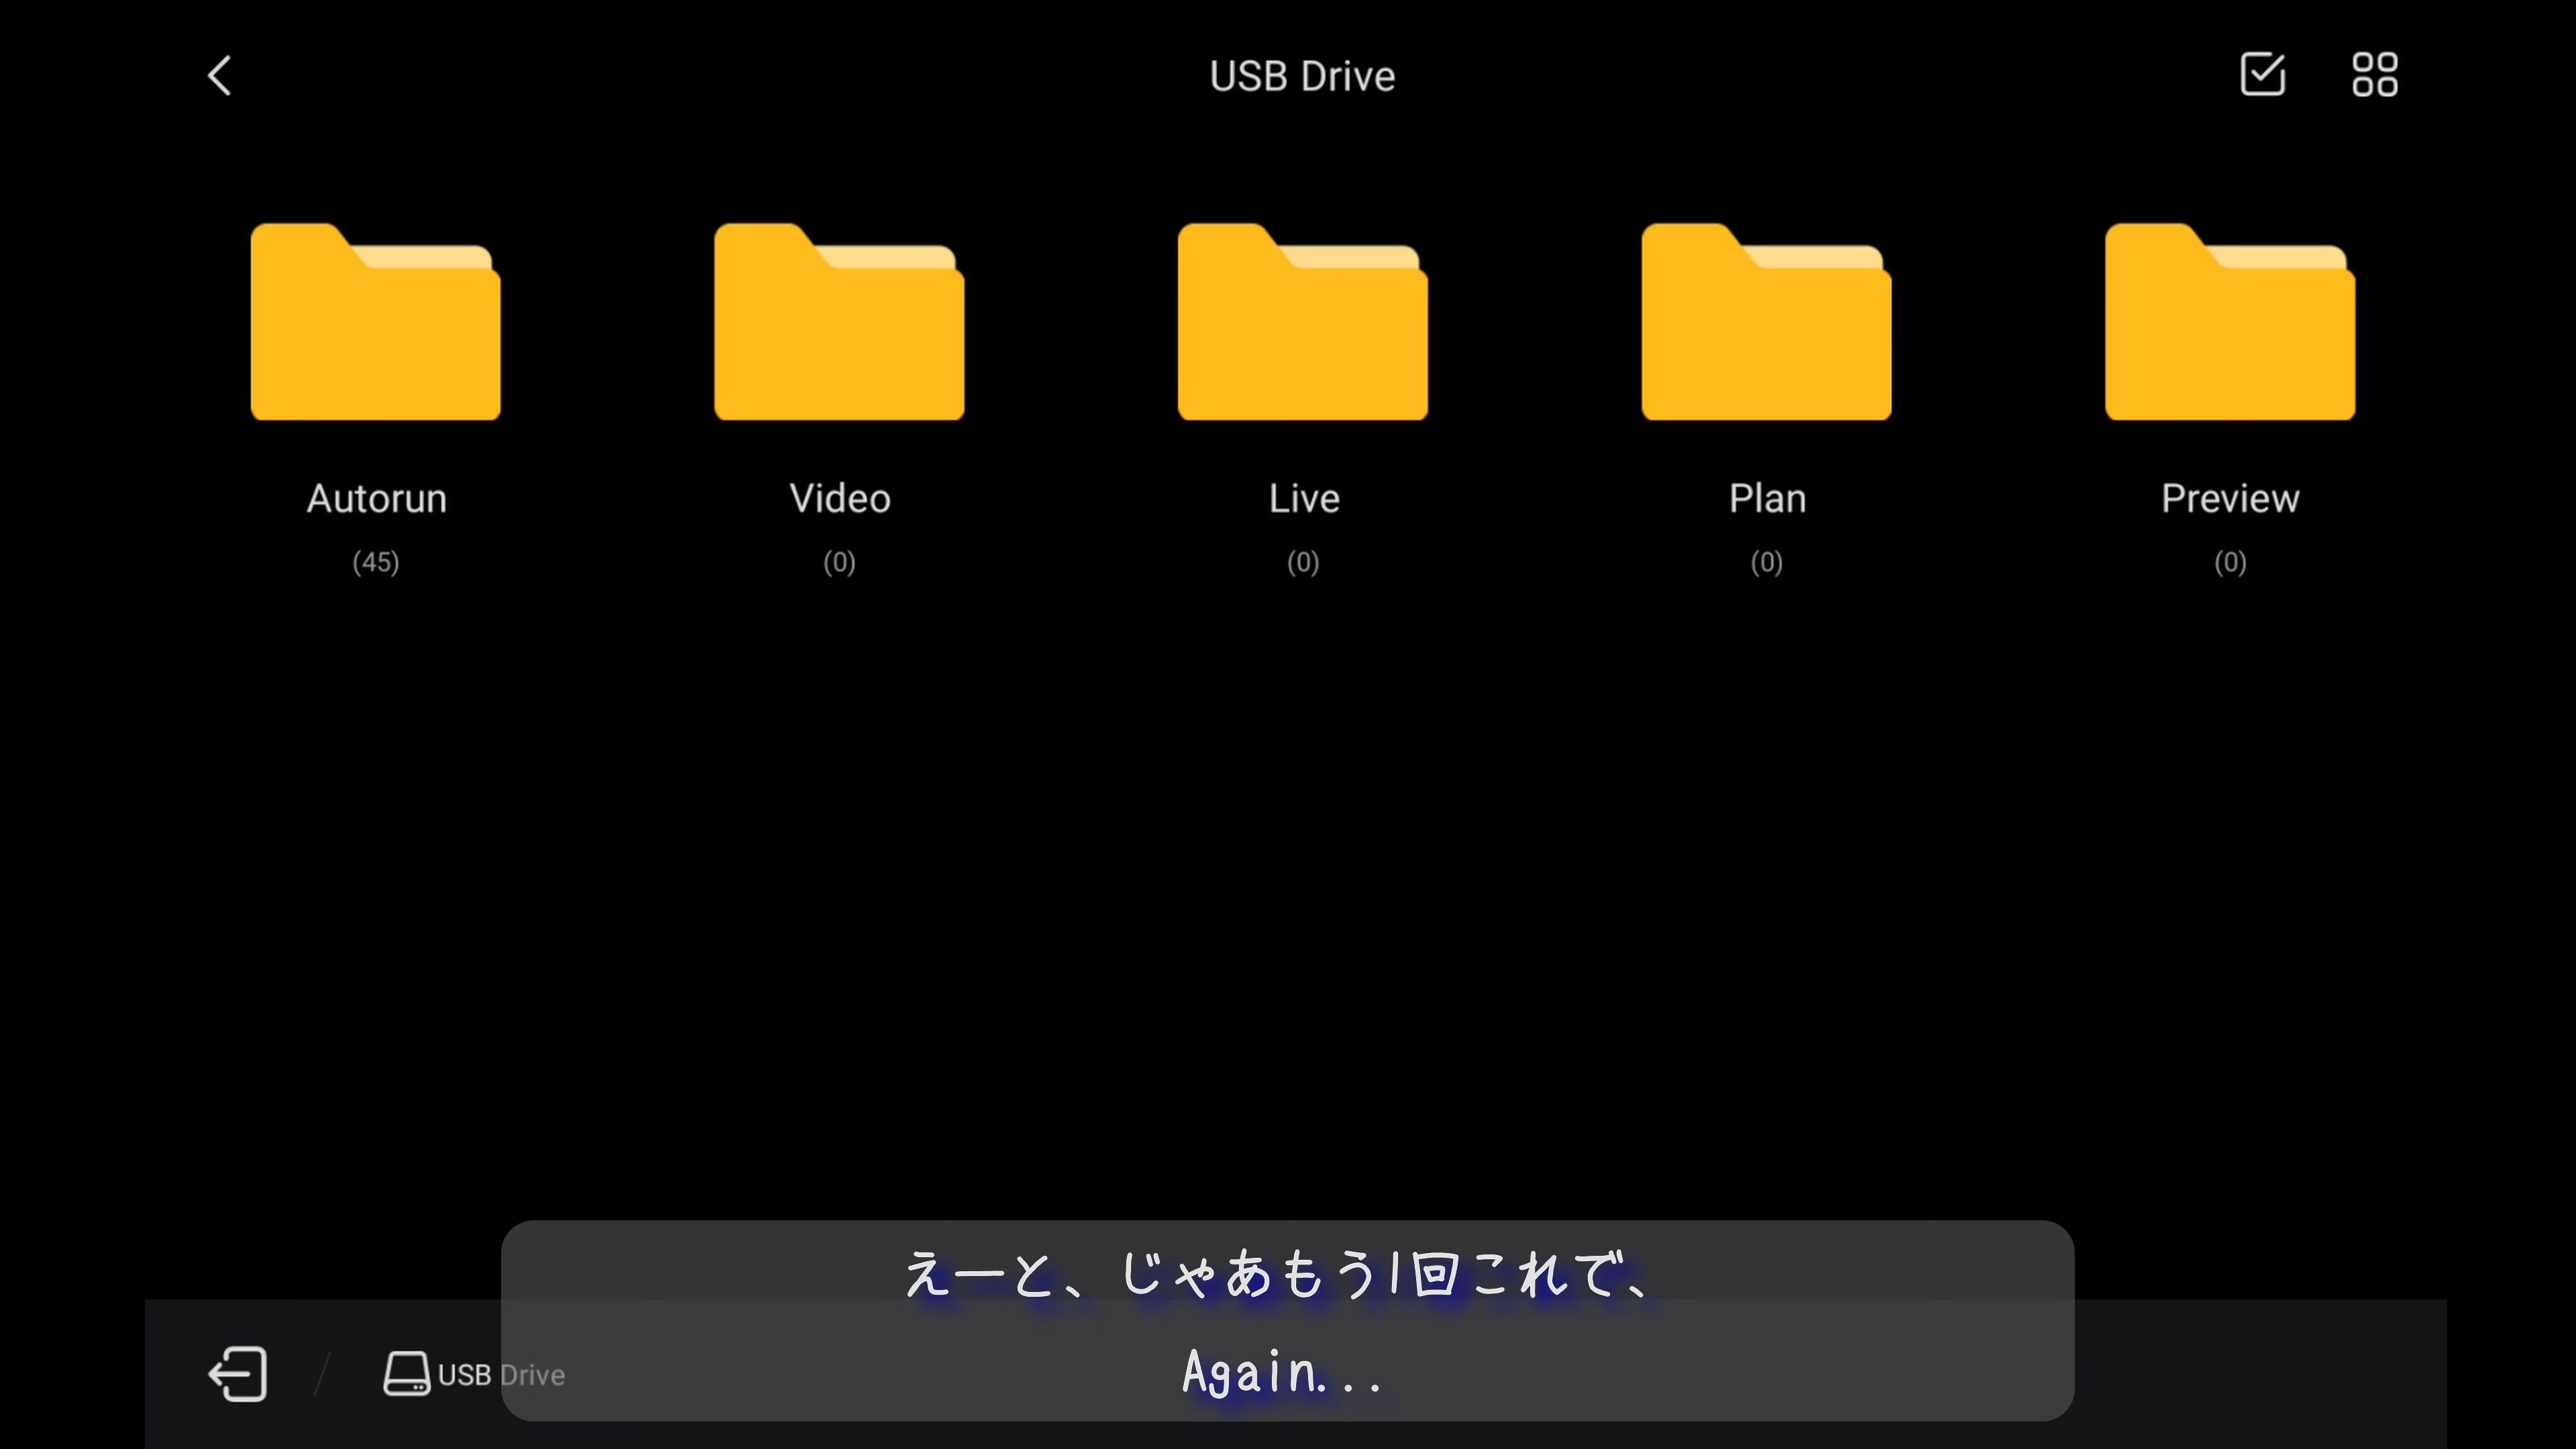 USB Drive
Autorun
(45)
Video
(0)
Live
(0)
Plan
(0)
Preview
(0)
えーと、じゃあもう1回これで、
Again...
USB Drive